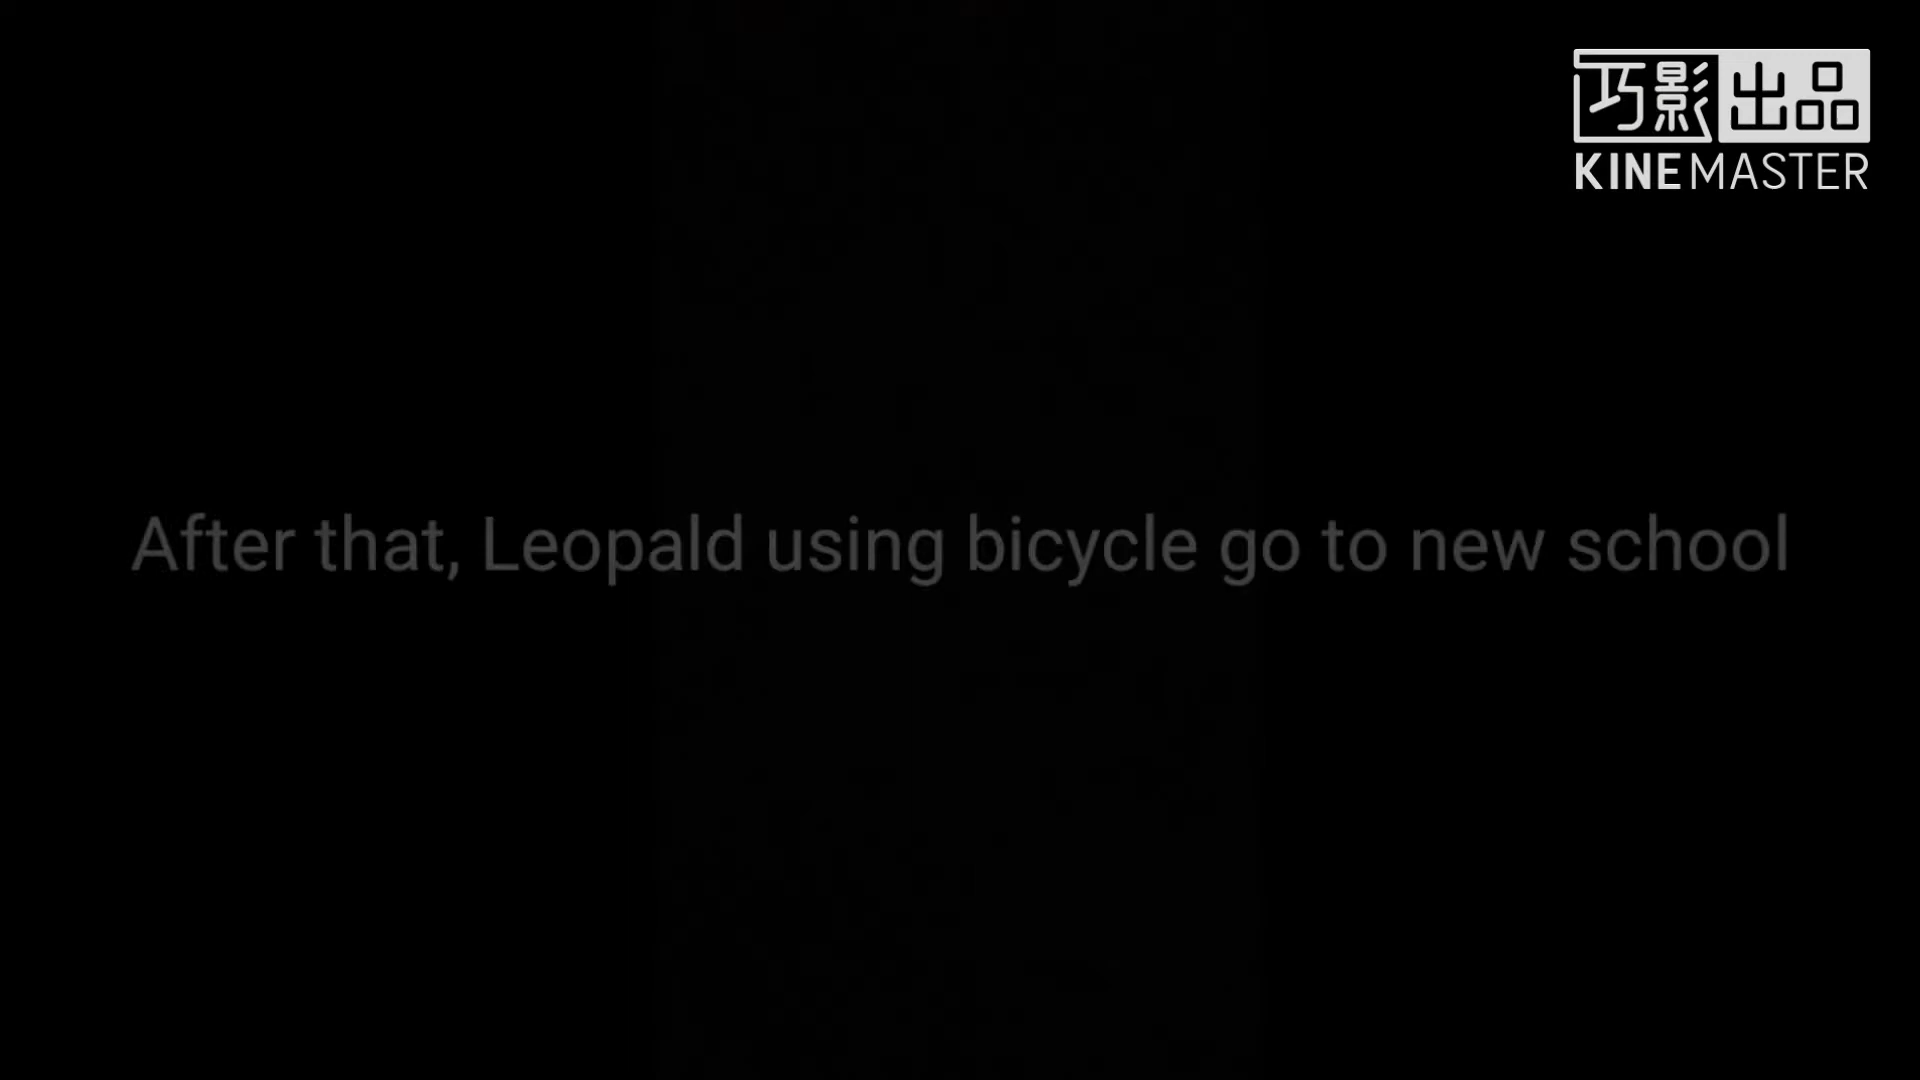 巧影出品
KINEMASTER
After that, Leopald using bicycle go to new school